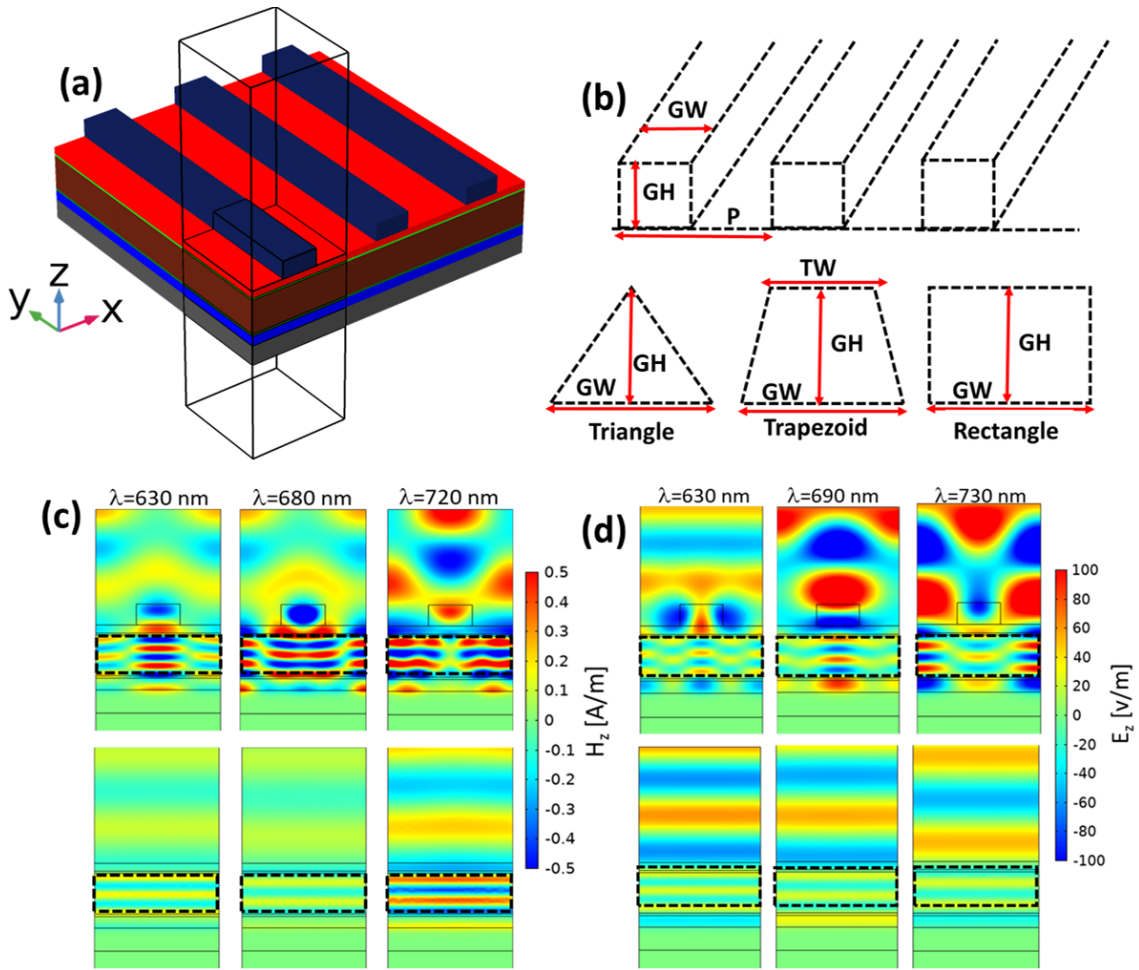 (a)
z
y
x
(b)
GW
GH
P
TW
GH
GW
GH
GW
GH
GW
Triangle
Trapezoid
Rectangle
(c)
λ=630 nm
λ=680 nm
λ=720 nm
0.5
0.4
0.3
0.2
0.1
0
-0.1
-0.2
-0.3
-0.4
-0.5
H_z [A/m]
(d)
λ=630 nm
λ=690 nm
λ=730 nm
100
80
60
40
20
0
-20
-40
-60
-80
-100
E_z [v/m]